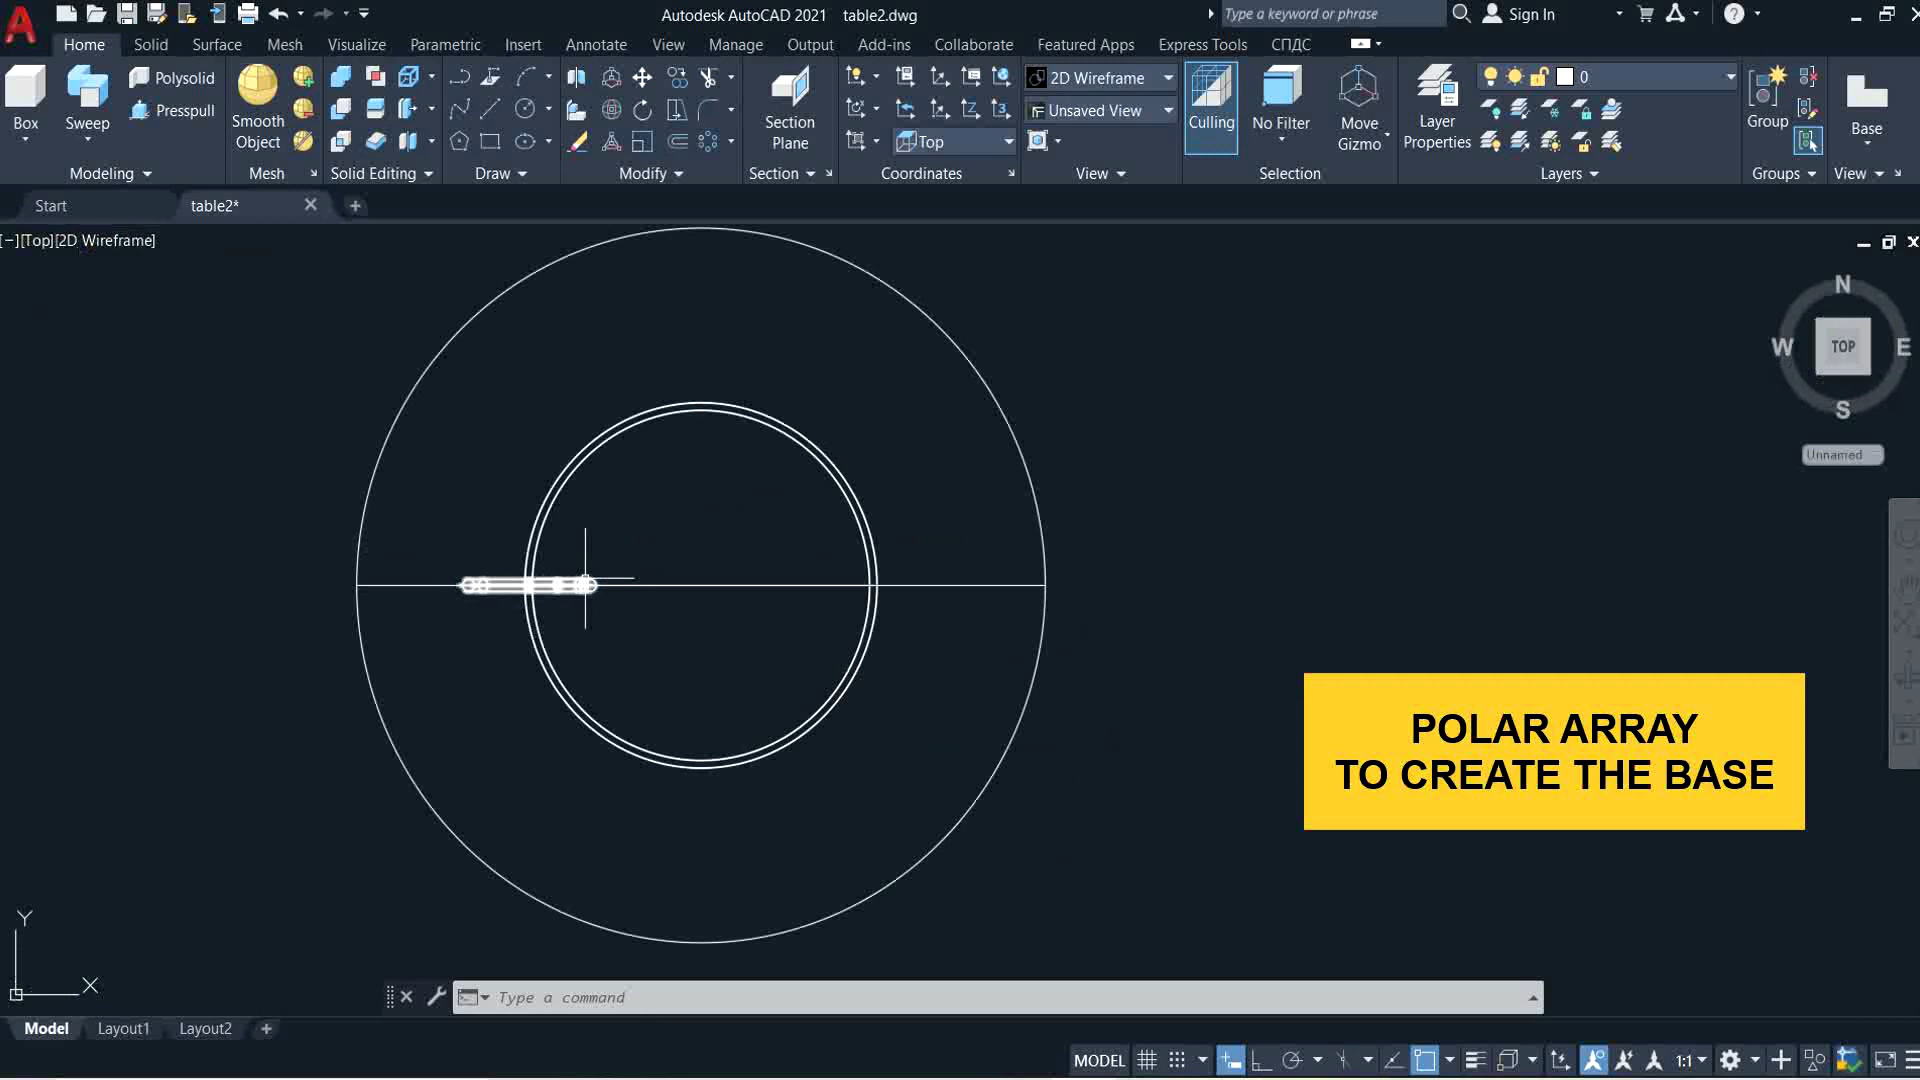 Autodesk AutoCAD 2021 table2.dwg
Type a keyword or phrase
Sign In
Home Solid Surface Mesh Visualize Parametric Insert Annotate View Manage Output Add-ins Collaborate Featured Apps Express Tools СПДС
Box
Sweep
Polysolid
Presspull
Modeling
Smooth
Object
Mesh
Solid Editing
Draw
Modify
Section
Plane
Section
Top
Coordinates
2D Wireframe
Unsaved View
View
Culling
No Filter
Move
Gizmo
Selection
Layer
Properties
0
Layers
Group
Groups
Base
View
Start
table2*
[−][Top][2D Wireframe]
N
W
TOP
E
S
Unnamed
POLAR ARRAY
TO CREATE THE BASE
Y
X
Type a command
Model Layout1 Layout2
MODEL
1:1